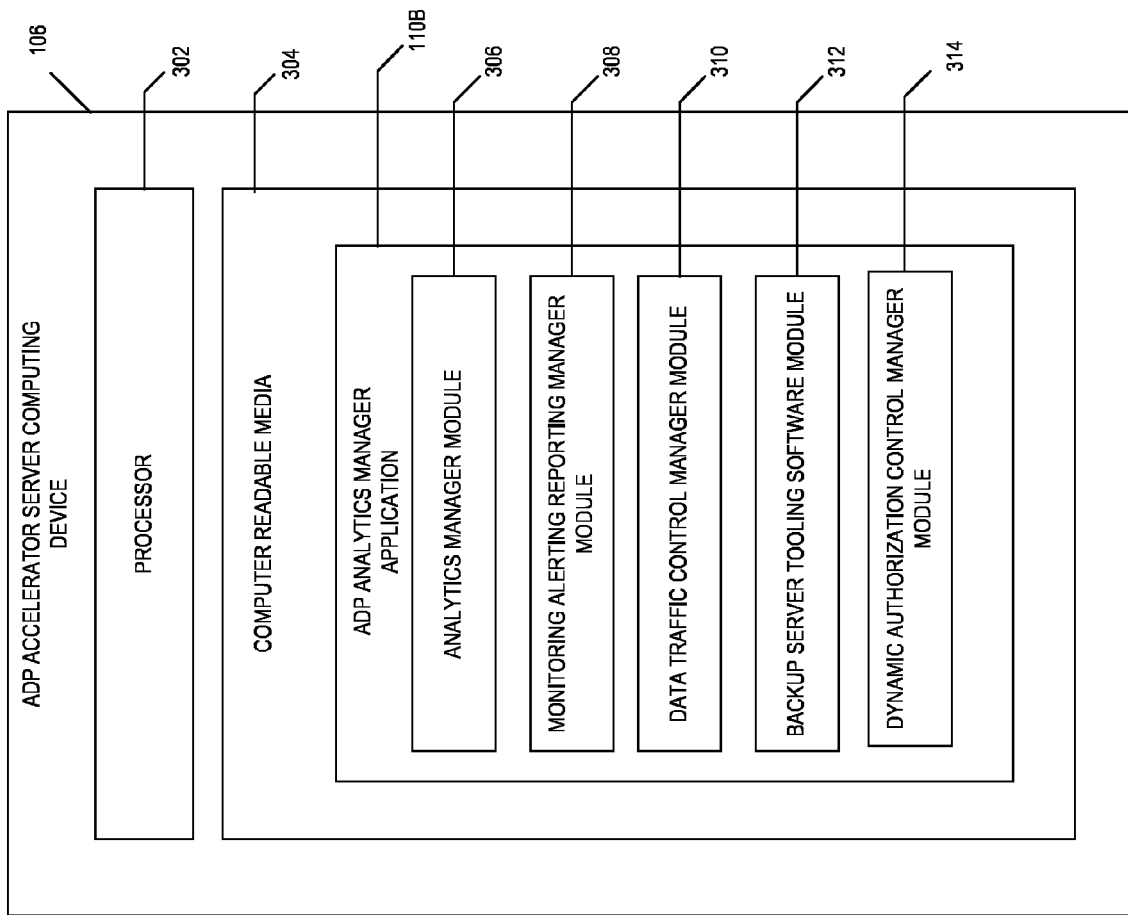 ADP ACCELERATOR SERVER COMPUTING
DEVICE
106
PROCESSOR
302
COMPUTER READABLE MEDIA
304
ADP ANALYTICS MANAGER
APPLICATION
110B
ANALYTICS MANAGER MODULE
306
MONITORING ALERTING REPORTING MANAGER
MODULE
308
DATA TRAFFIC CONTROL MANAGER MODULE
310
BACKUP SERVER TOOLING SOFTWARE MODULE
312
DYNAMIC AUTHORIZATION CONTROL MANAGER
MODULE
314